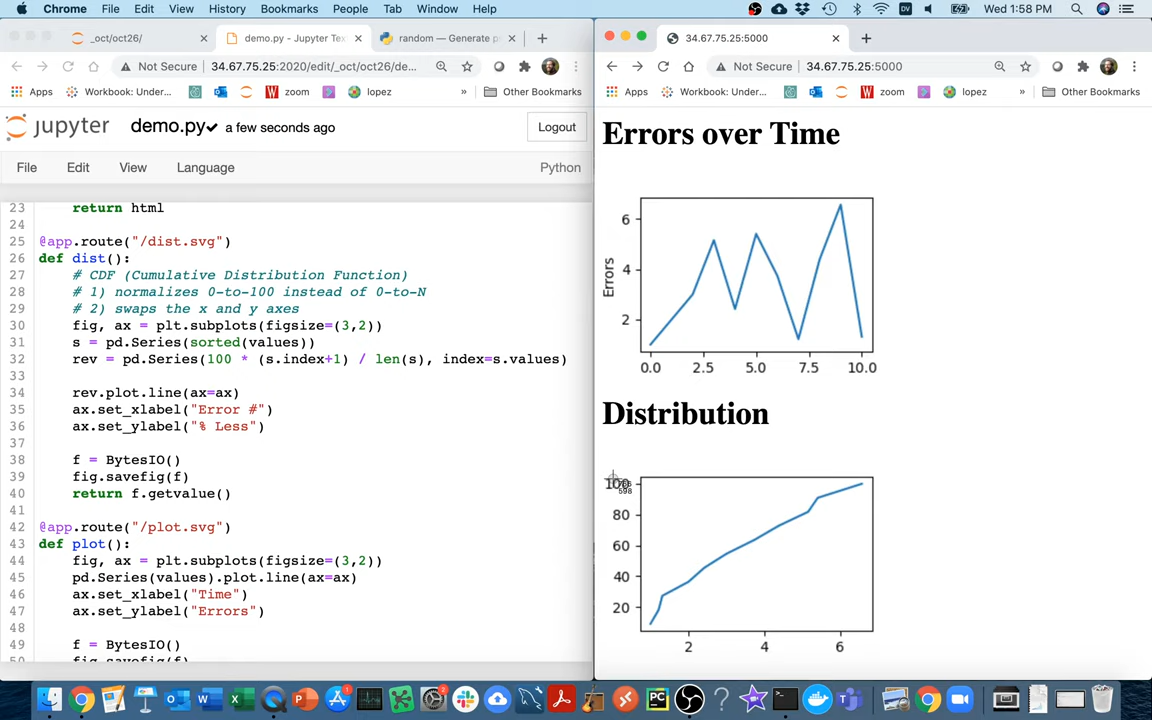 Chrome File Edit View History Bookmarks People Tab Window Help Wed 1:58 PM
_oct/oct26/ demo.py - Jupyter Tex random — Generate p
34.67.75.25:5000
Not Secure 34.67.75.25:2020/edit/_oct/oct26/de...
Not Secure 34.67.75.25:5000
Apps Workbook: Under... zoom lopez » Other Bookmarks
Apps Workbook: Under... zoom lopez » Other Bookmarks
jupyter demo.py✔ a few seconds ago Logout
File Edit View Language Python
23 return html
24
25 @app.route("/dist.svg")
26 def dist():
27 # CDF (Cumulative Distribution Function)
28 # 1) normalizes 0-to-100 instead of 0-to-N
29 # 2) swaps the x and y axes
30 fig, ax = plt.subplots(figsize=(3,2))
31 s = pd.Series(sorted(values))
32 rev = pd.Series(100 * (s.index+1) / len(s), index=s.values)
33
34 rev.plot.line(ax=ax)
35 ax.set_xlabel("Error #")
36 ax.set_ylabel("% Less")
37
38 f = BytesIO()
39 fig.savefig(f)
40 return f.getvalue()
41
42 @app.route("/plot.svg")
43 def plot():
44 fig, ax = plt.subplots(figsize=(3,2))
45 pd.Series(values).plot.line(ax=ax)
46 ax.set_xlabel("Time")
47 ax.set_ylabel("Errors")
48
49 f = BytesIO()
50 fig.savefig(f)
Errors over Time
Errors
6
4
2
0.0 2.5 5.0 7.5 10.0
Distribution
100
598
80
60
40
20
2 4 6